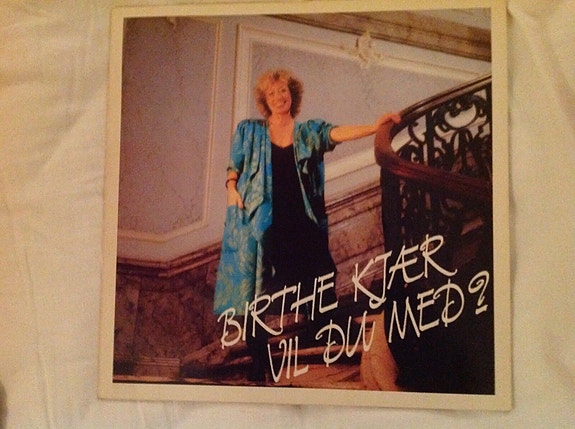 BIRTHE KJÆR
VIL DU MED?